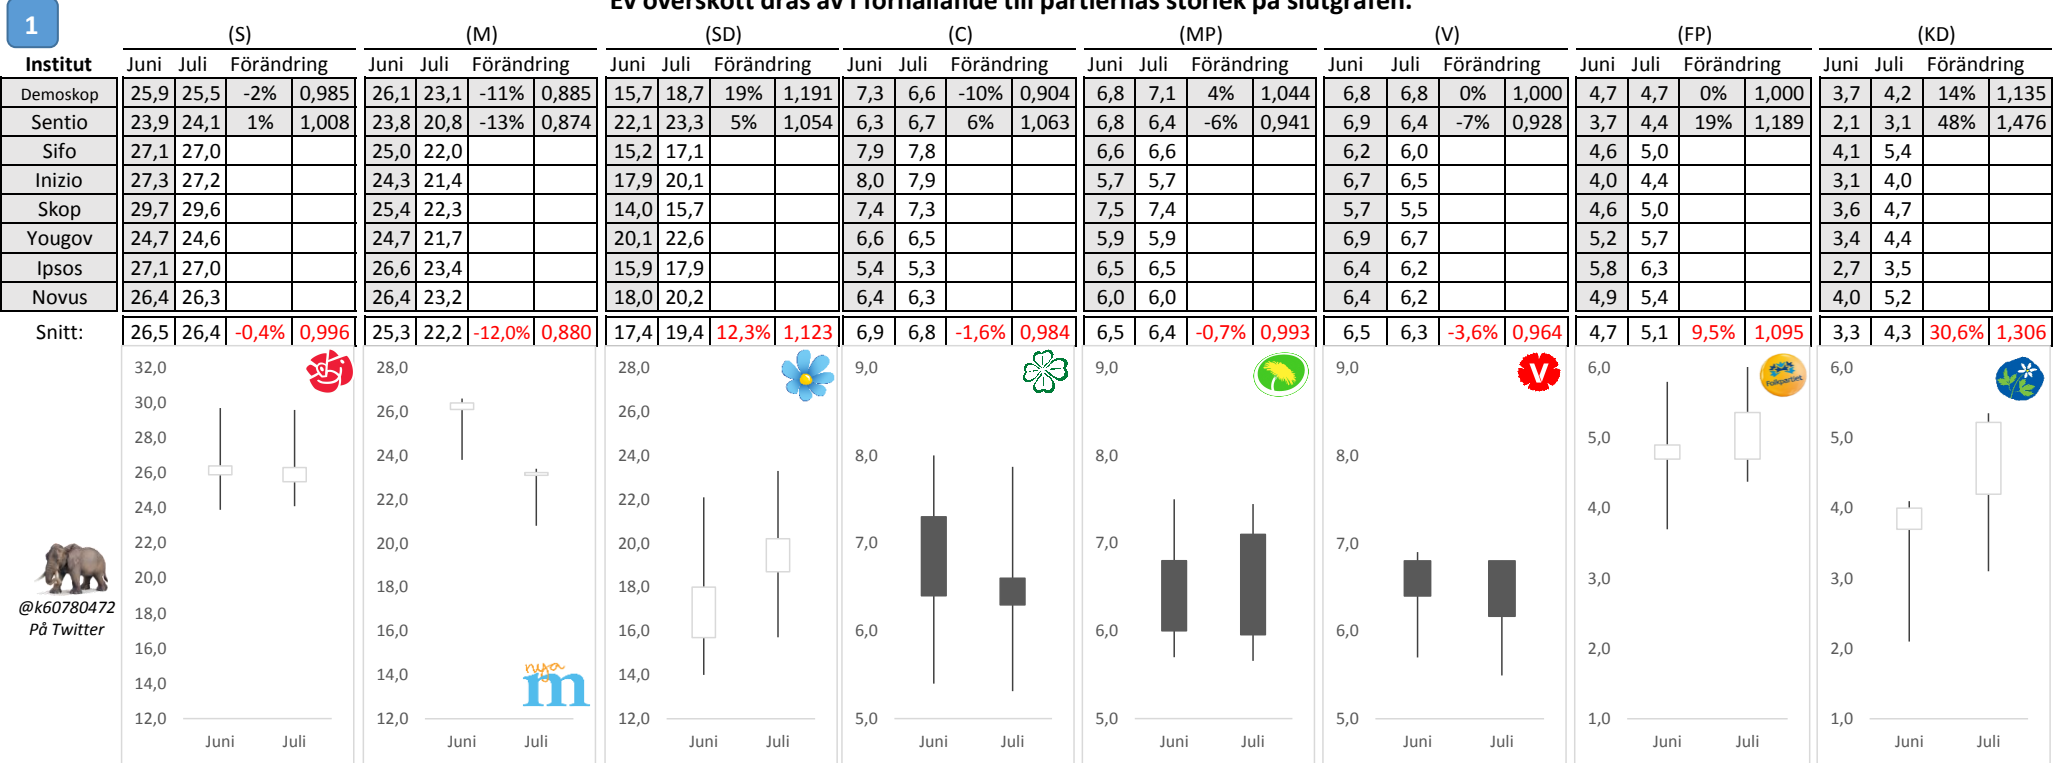 Ev överskott dras av i förhållande till partiernas storlek på slutgrafen.
1
(S) (M) (SD) (C) (MP) (V) (FP) (KD)
Institut Juni Juli Förändring Juni Juli Förändring Juni Juli Förändring Juni Juli Förändring Juni Juli Förändring Juni Juli Förändring Juni Juli Förändring Juni Juli Förändring
Demoskop 25,9 25,5 -2% 0,985 26,1 23,1 -11% 0,885 15,7 18,7 19% 1,191 7,3 6,6 -10% 0,904 6,8 7,1 4% 1,044 6,8 6,8 0% 1,000 4,7 4,7 0% 1,000 3,7 4,2 14% 1,135
Sentio 23,9 24,1 1% 1,008 23,8 20,8 -13% 0,874 22,1 23,3 5% 1,054 6,3 6,7 6% 1,063 6,8 6,4 -6% 0,941 6,9 6,4 -7% 0,928 3,7 4,4 19% 1,189 2,1 3,1 48% 1,476
Sifo 27,1 27,0 25,0 22,0 15,2 17,1 7,9 7,8 6,6 6,6 6,2 6,0 4,6 5,0 4,1 5,4
Inizio 27,3 27,2 24,3 21,4 17,9 20,1 8,0 7,9 5,7 5,7 6,7 6,5 4,0 4,4 3,1 4,0
Skop 29,7 29,6 25,4 22,3 14,0 15,7 7,4 7,3 7,5 7,4 5,7 5,5 4,6 5,0 3,6 4,7
Yougov 24,7 24,6 24,7 21,7 20,1 22,6 6,6 6,5 5,9 5,9 6,9 6,7 5,2 5,7 3,4 4,4
Ipsos 27,1 27,0 26,6 23,4 15,9 17,9 5,4 5,3 6,5 6,5 6,4 6,2 5,8 6,3 2,7 3,5
Novus 26,4 26,3 26,4 23,2 18,0 20,2 6,4 6,3 6,0 6,0 6,4 6,2 4,9 5,4 4,0 5,2
Snitt: 26,5 26,4 -0,4% 0,996 25,3 22,2 -12,0% 0,880 17,4 19,4 12,3% 1,123 6,9 6,8 -1,6% 0,984 6,5 6,4 -0,7% 0,993 6,5 6,3 -3,6% 0,964 4,7 5,1 9,5% 1,095 3,3 4,3 30,6% 1,306
@k60780472
På Twitter
32,0
30,0
28,0
26,0
24,0
22,0
20,0
18,0
16,0
14,0
12,0
Juni Juli
28,0
26,0
24,0
22,0
20,0
18,0
16,0
14,0
12,0
nya
m
Juni Juli
28,0
26,0
24,0
22,0
20,0
18,0
16,0
14,0
12,0
Juni Juli
9,0
8,0
7,0
6,0
5,0
Juni Juli
9,0
8,0
7,0
6,0
5,0
Juni Juli
V
9,0
8,0
7,0
6,0
5,0
Juni Juli
Folkpartiet
6,0
5,0
4,0
3,0
2,0
1,0
Juni Juli
6,0
5,0
4,0
3,0
2,0
1,0
Juni Juli